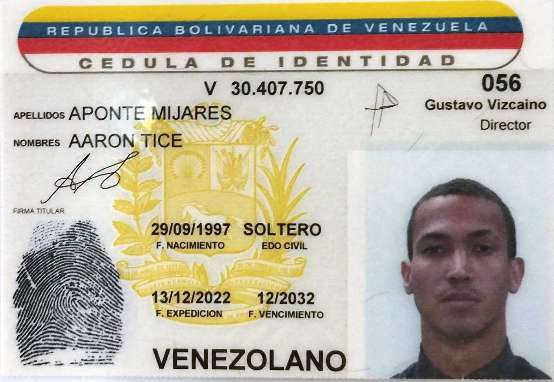 REPUBLICA BOLIVARIANA DE VENEZUELA
CEDULA DE IDENTIDAD
V 30.407.750
056
Gustavo Vizcaino
Director
APELLIDOS APONTE MIJARES
NOMBRES AARON TICE
FIRMA TITULAR
29/09/1997 SOLTERO
F. NACIMIENTO EDO CIVIL
13/12/2022 12/2032
F. EXPEDICION F. VENCIMIENTO
VENEZOLANO